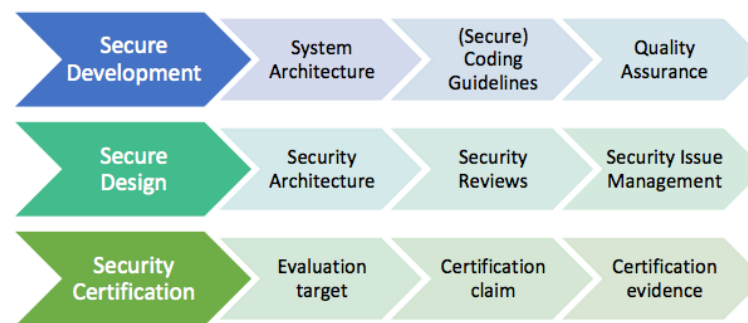 Secure
Development
System
Architecture
(Secure)
Coding
Guidelines
Quality
Assurance
Secure
Design
Security
Architecture
Security
Reviews
Security Issue
Management
Security
Certification
Evaluation
target
Certification
claim
Certification
evidence